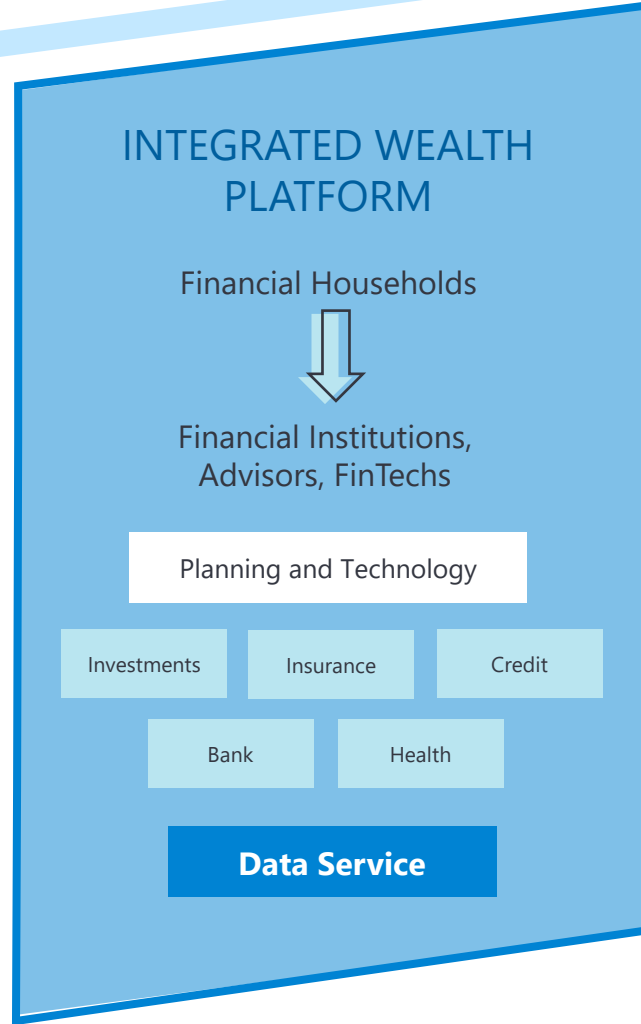 INTEGRATED WEALTH
PLATFORM
Financial Households
Financial Institutions,
Advisors, FinTechs
Planning and Technology
Investments
Insurance
Credit
Bank
Health
Data Service